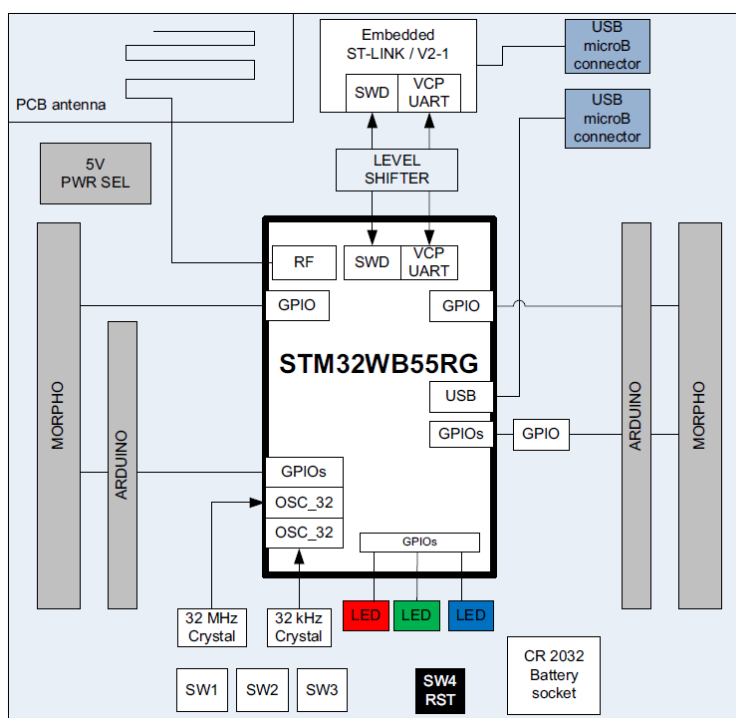 Embedded
ST-LINK / V2-1
SWD
VCP
UART
USB
microB
connector
USB
microB
connector
PCB antenna
5V
PWR SEL
LEVEL
SHIFTER
RF
SWD
VCP
UART
GPIO
GPIO
STM32WB55RG
USB
GPIOs
GPIO
MORPHO
ARDUINO
ARDUINO
MORPHO
GPIOs
OSC_32
OSC_32
GPIOs
32 MHz
Crystal
32 kHz
Crystal
LED
LED
LED
SW1
SW2
SW3
SW4
RST
CR 2032
Battery
socket